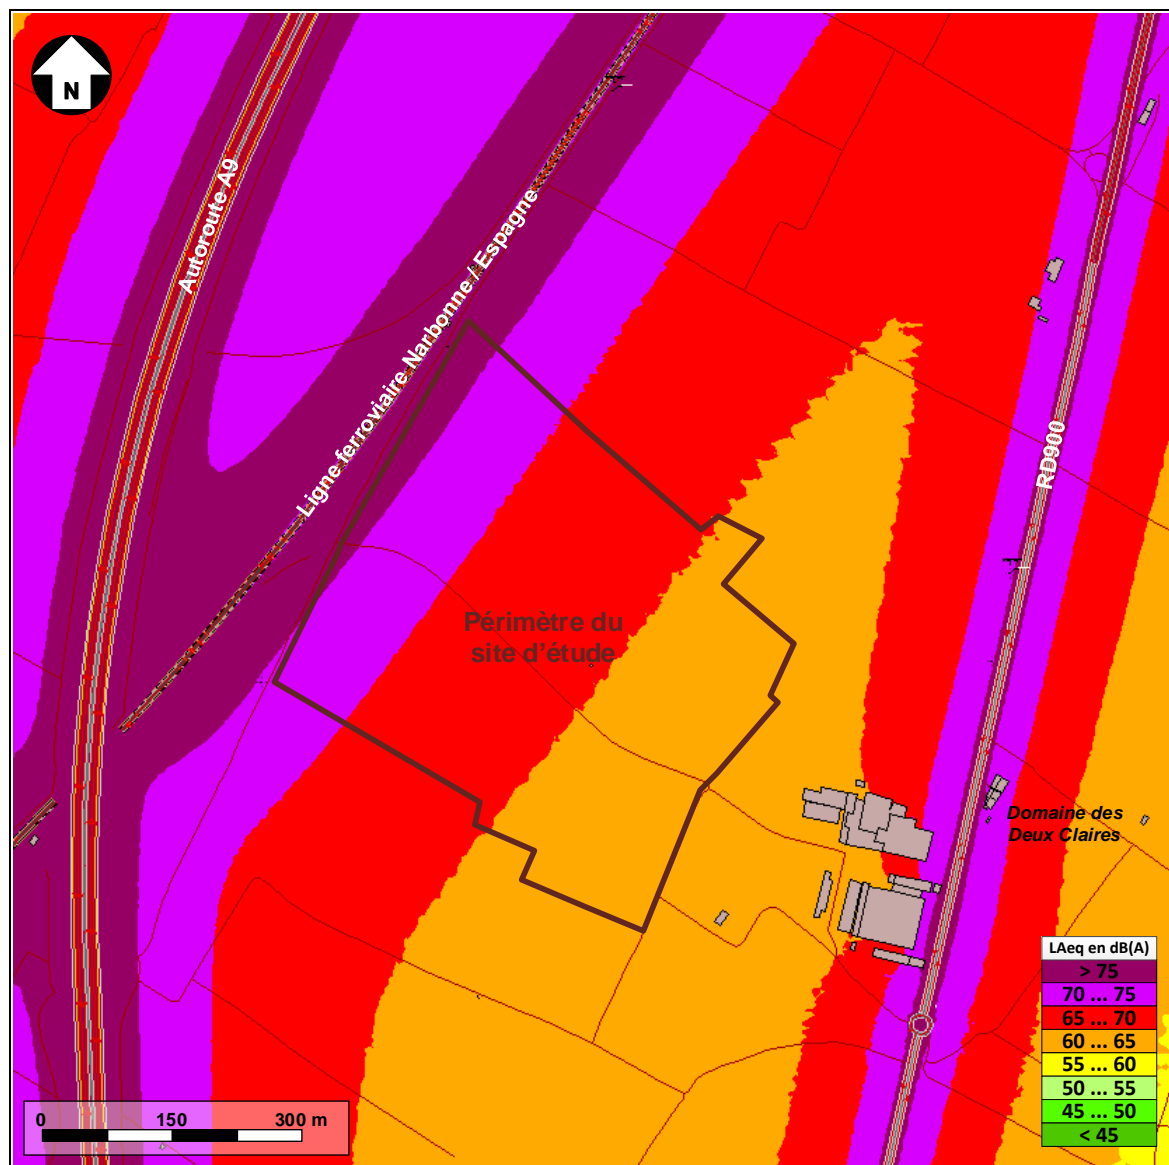 N
Autoroute A9
Ligne ferroviaire Narbonne / Espagne
RD900
Périmètre du
site d'étude
Domaine des
Deux Claires
LAeq en dB(A)
> 75
70 ... 75
65 ... 70
60 ... 65
55 ... 60
50 ... 55
45 ... 50
< 45
0 150 300 m